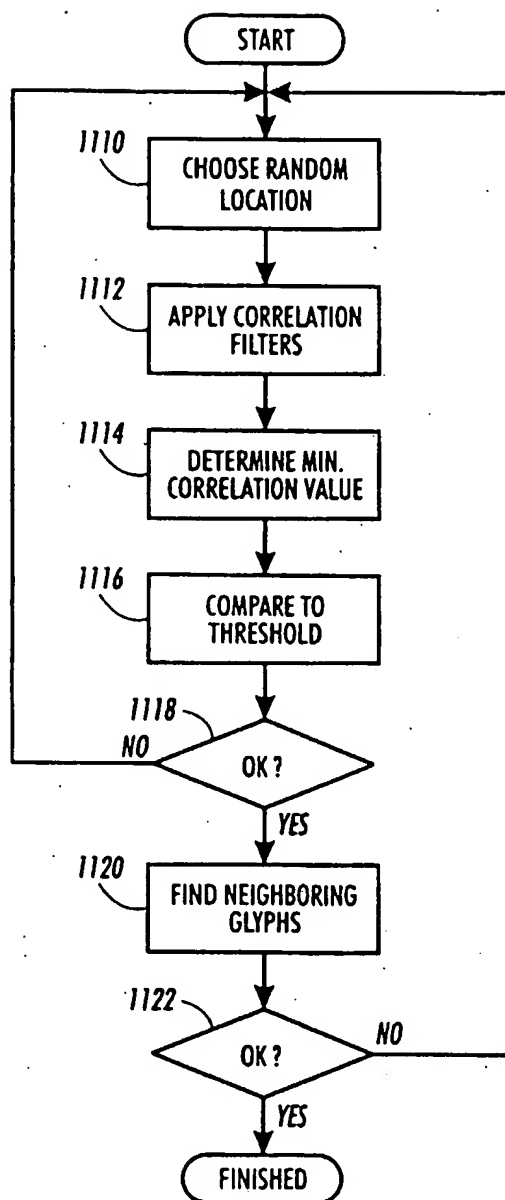 START
1110
CHOOSE RANDOM
LOCATION
1112
APPLY CORRELATION
FILTERS
1114
DETERMINE MIN.
CORRELATION VALUE
1116
COMPARE TO
THRESHOLD
1118
NO
OK?
YES
1120
FIND NEIGHBORING
GLYPHS
1122
NO
OK?
YES
FINISHED